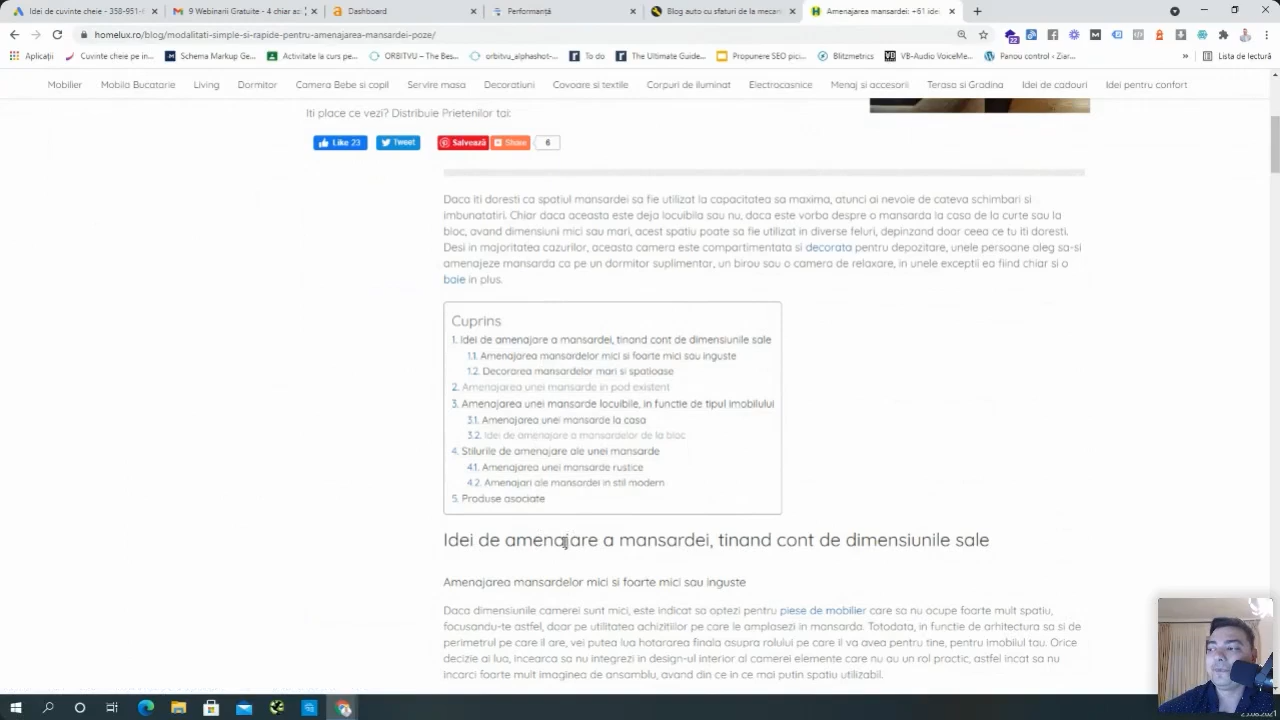 Idei de cuvinte cheie - 350-951-
9 Webinarii Gratuite - 4 chiar ac
Dashboard
Performanță
Blog auto cu sfaturi de la mecan
Amenajarea mansardei: +61 ide
homelux.ro/blog/modalitati-simple-si-rapide-pentru-amenajarea-mansardei-poze/
22
Aplicații
Cuvinte cheie pe in...
Schema Markup Ge...
Activitate la curs pe...
ORBITVU – The Bes...
orbitvu_alphashot-...
To do
The Ultimate Guide...
Propunere SEO pici...
Blitzmetrics
VB-Audio VoiceMe...
Panou control ‹ Ziar...
»
Lista de lectură
Mobilier
Mobila Bucatarie
Living
Dormitor
Camera Bebe si copil
Servire masa
Decoratiuni
Covoare si textile
Corpuri de iluminat
Electrocasnice
Menaj si accesorii
Terasa si Gradina
Idei de cadouri
Idei pentru confort
Iti place ce vezi? Distribuie Prietenilor tai:
Like 23
Tweet
Salvează
Share
6
Daca iti doresti ca spatiul mansardei sa fie utilizat la capacitatea sa maxima, atunci ai nevoie de cateva schimbari si
imbunatatiri. Chiar daca aceasta este deja locuibila sau nu, daca este vorba despre o mansarda la casa de la curte sau la
bloc, avand dimensiuni mici sau mari, acest spatiu poate sa fie utilizat in diverse feluri, depinzand doar ceea ce tu iti doresti.
Desi in majoritatea cazurilor, aceasta camera este compartimentata si decorata pentru depozitare, unele persoane aleg sa-si
amenajeze mansarda ca pe un dormitor suplimentar, un birou sau o camera de relaxare, in unele exceptii ea fiind chiar si o
baie in plus.
Cuprins
1. Idei de amenajare a mansardei, tinand cont de dimensiunile sale
1.1. Amenajarea mansardelor mici si foarte mici sau inguste
1.2. Decorarea mansardelor mari si spatioase
2. Amenajarea unei mansarde in pod existent
3. Amenajarea unei mansarde locuibile, in functie de tipul imobilului
3.1. Amenajarea unei mansarde la casa
3.2. Idei de amenajare a mansardelor de la bloc
4. Stilurile de amenajare ale unei mansarde
4.1. Amenajarea unei mansarde rustice
4.2. Amenajari ale mansardei in stil modern
5. Produse asociate
Idei de amenajare a mansardei, tinand cont de dimensiunile sale
Amenajarea mansardelor mici si foarte mici sau inguste
Daca dimensiunile camerei sunt mici, este indicat sa optezi pentru piese de mobilier care sa nu ocupe foarte mult spatiu,
focusandu-te astfel, doar pe utilitatea achizitiilor pe care le amplasezi in mansarda. Totodata, in functie de arhitectura sa si de
perimetrul pe care il are, vei putea lua hotararea finala asupra rolului pe care il va avea pentru tine, pentru imobilul tau. Orice
decizie ai lua, incearca sa nu integrezi in design-ul interior al camerei elemente care nu au un rol practic, astfel incat sa nu
incarci foarte mult imaginea de ansamblu, avand din ce in ce mai putin spatiu utilizabil.